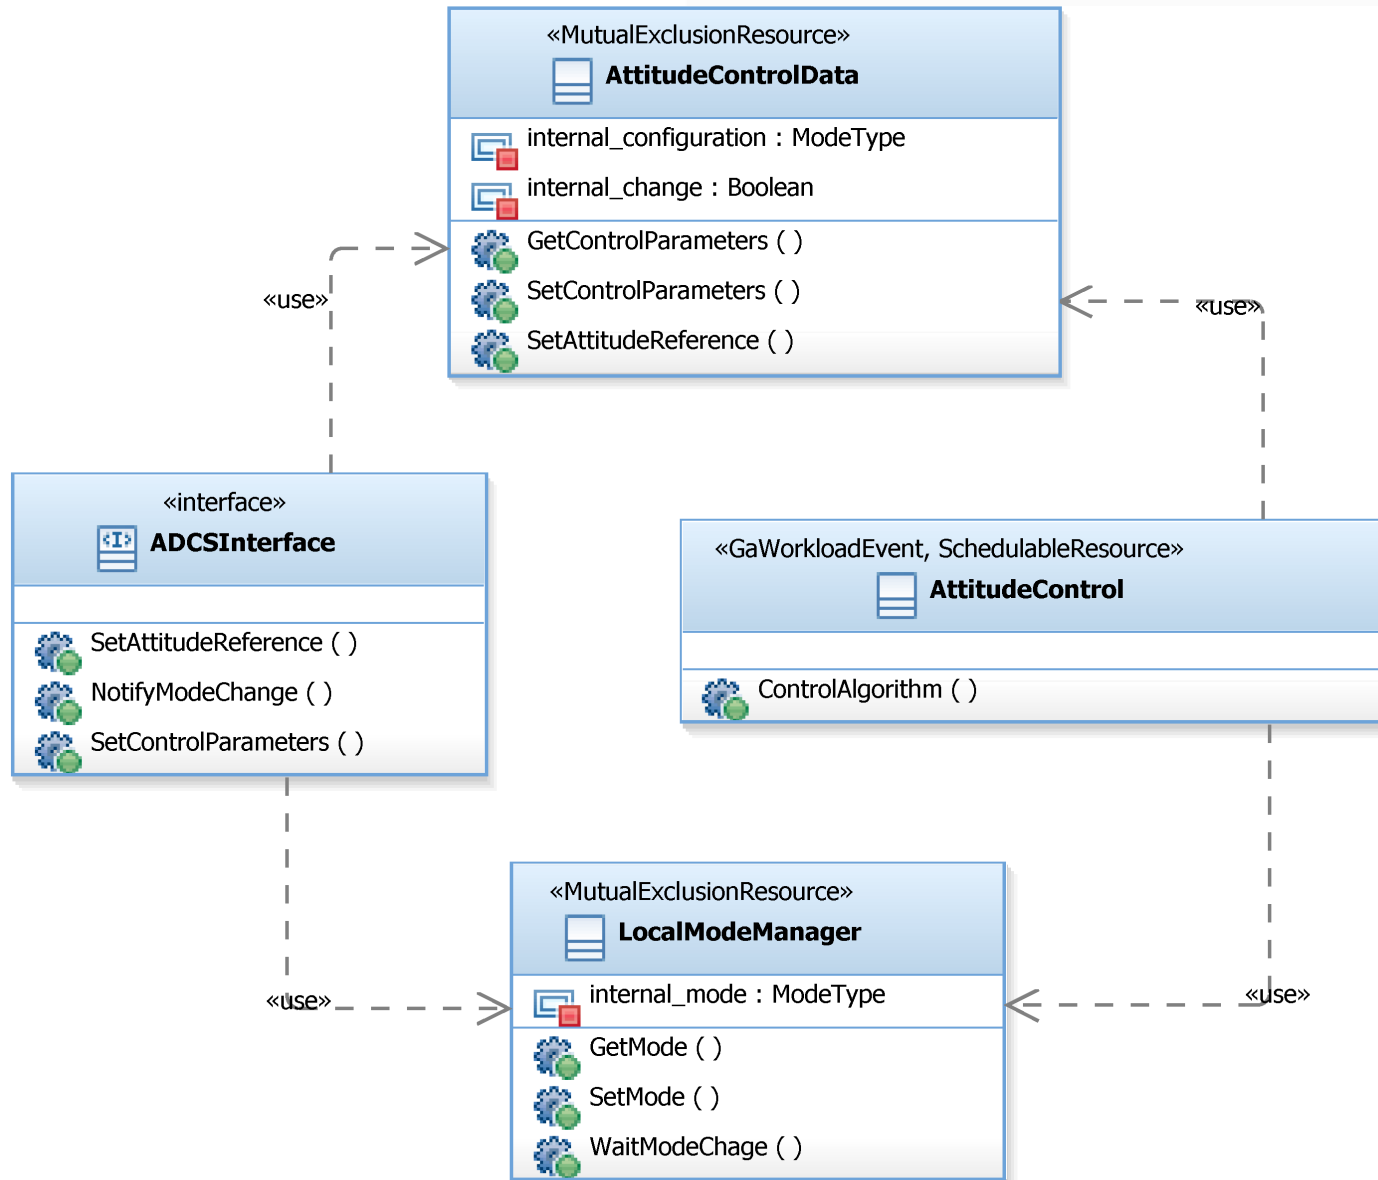 «MutualExclusionResource»
AttitudeControlData
internal_configuration : ModeType
internal_change : Boolean
GetControlParameters ( )
SetControlParameters ( )
SetAttitudeReference ( )
«use»
«use»
«interface»
ADCSInterface
SetAttitudeReference ( )
NotifyModeChange ( )
SetControlParameters ( )
«GaWorkloadEvent, SchedulableResource»
AttitudeControl
ControlAlgorithm ( )
«use»
«use»
«MutualExclusionResource»
LocalModeManager
internal_mode : ModeType
GetMode ( )
SetMode ( )
WaitModeChage ( )